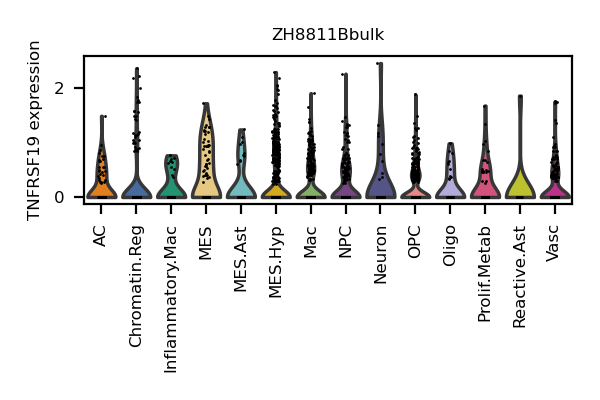 ZH8811Bbulk
TNFRSF19 expression
2
0
AC
Chromatin.Reg
Inflammatory.Mac
MES
MES.Ast
MES.Hyp
Mac
NPC
Neuron
OPC
Oligo
Prolif.Metab
Reactive.Ast
Vasc